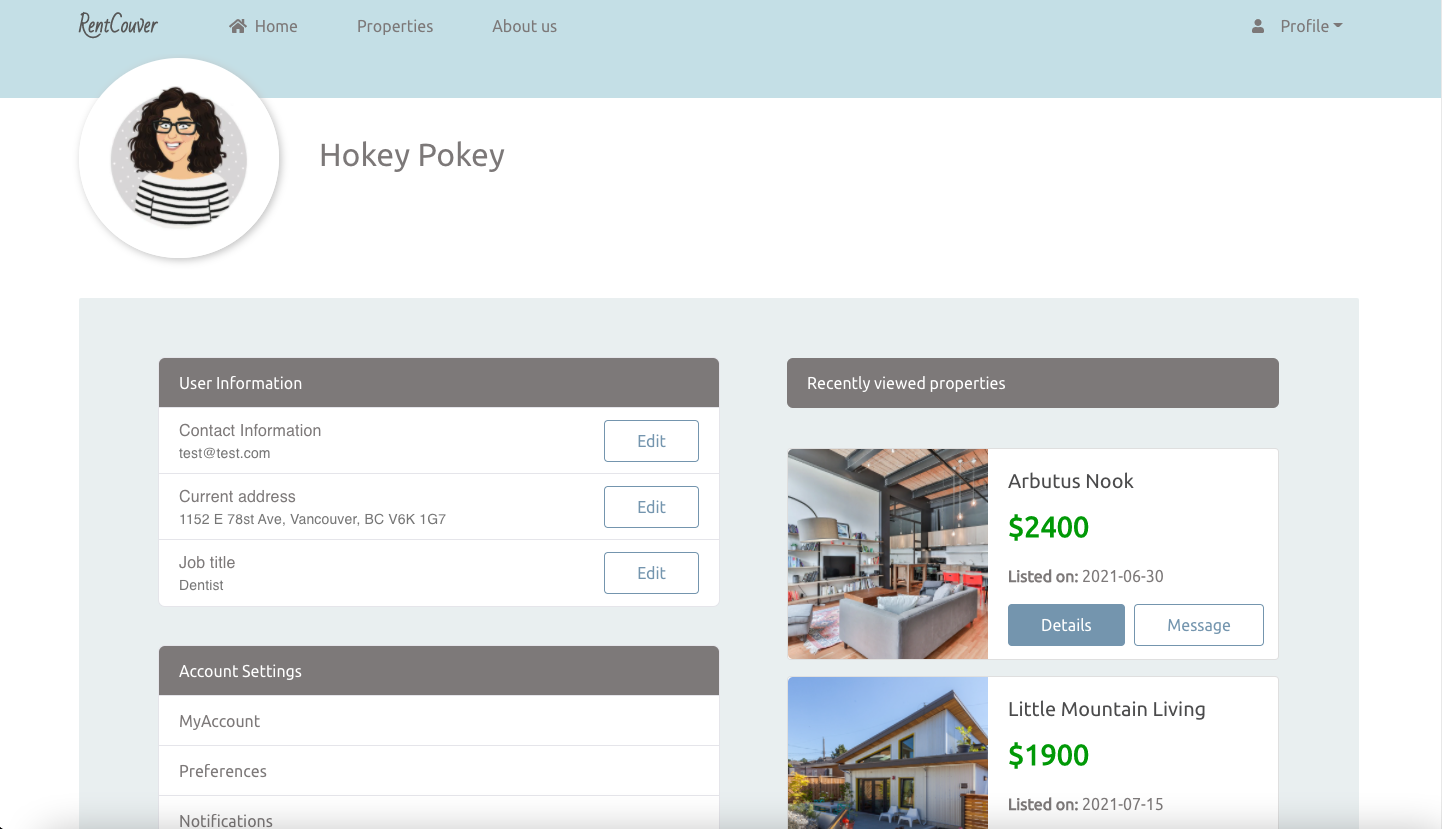 RentCouver
Home
Properties
About us
Profile
Hokey Pokey
User Information
Contact Information
test@test.com
Edit
Current address
1152 E 78st Ave, Vancouver, BC V6K 1G7
Edit
Job title
Dentist
Edit
Account Settings
MyAccount
Preferences
Notifications
Recently viewed properties
Arbutus Nook
$2400
Listed on: 2021-06-30
Details
Message
Little Mountain Living
$1900
Listed on: 2021-07-15